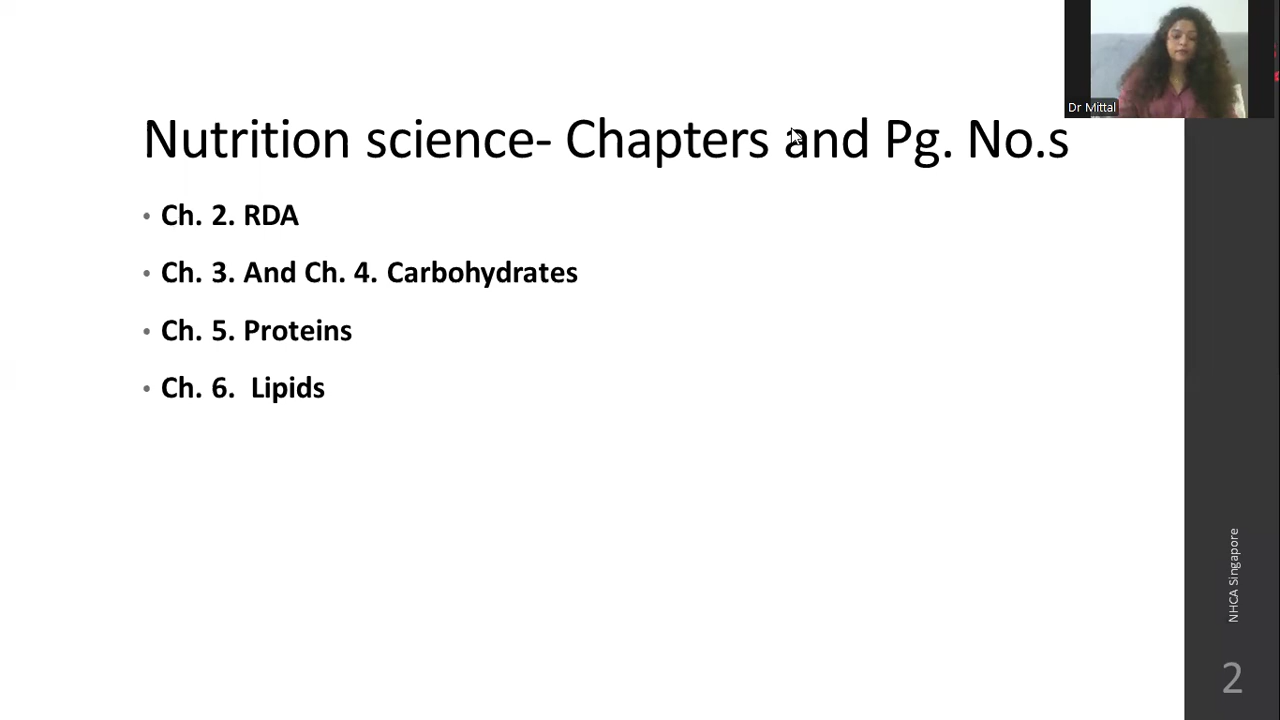 Dr Mittal
Nutrition science- Chapters and Pg. No.s
• Ch. 2. RDA
• Ch. 3. And Ch. 4. Carbohydrates
• Ch. 5. Proteins
• Ch. 6.  Lipids
NHCA Singapore
2